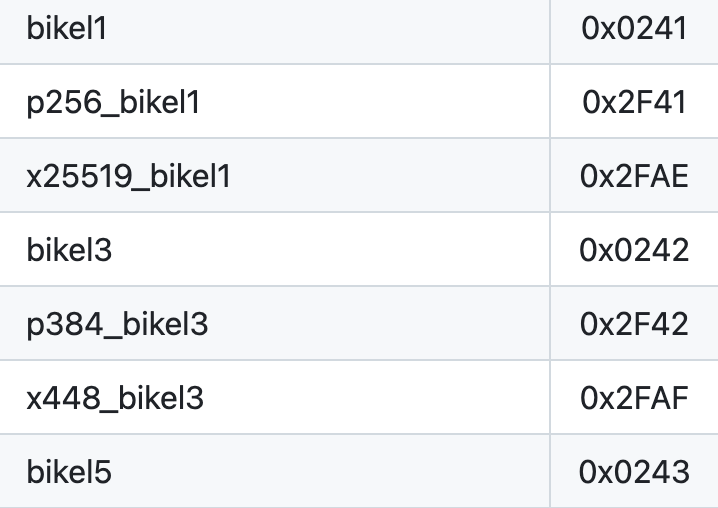 bikel1 0x0241
p256_bikel1 0x2F41
x25519_bikel1 0x2FAE
bikel3 0x0242
p384_bikel3 0x2F42
x448_bikel3 0x2FAF
bikel5 0x0243